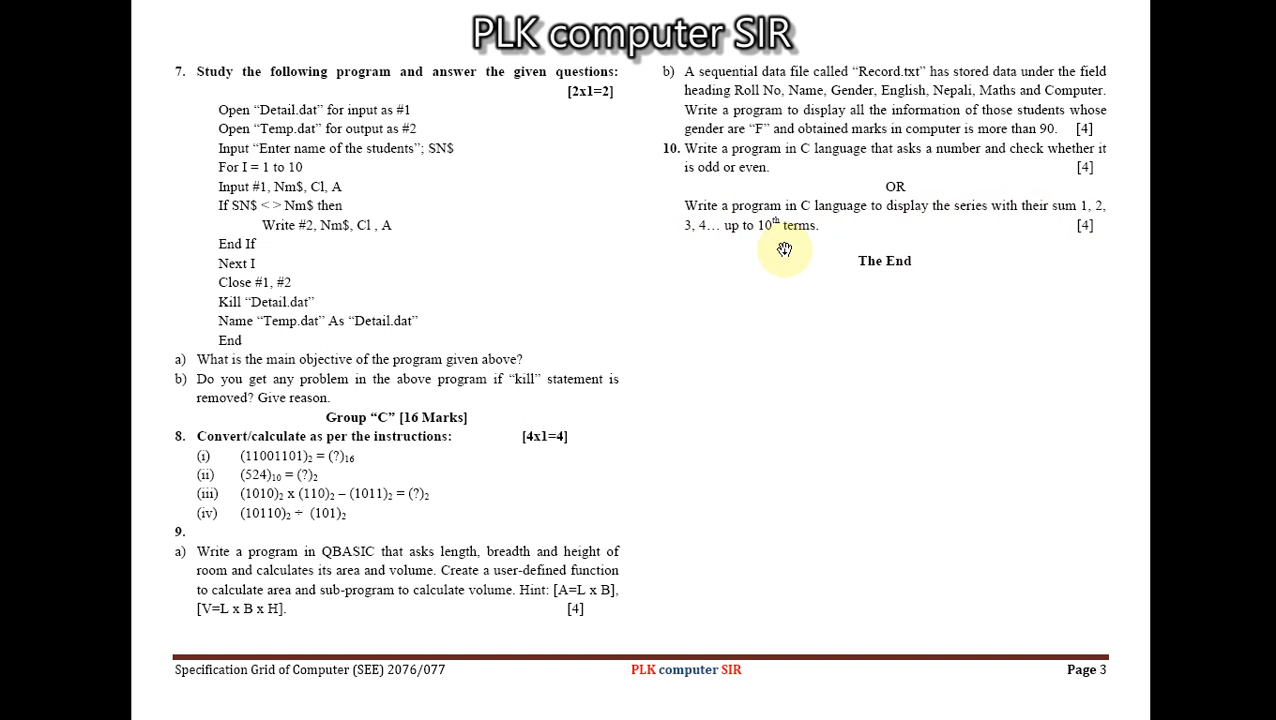 PLK computer SIR
7. Study the following program and answer the given questions:
[2x1=2]
Open “Detail.dat” for input as #1
Open “Temp.dat” for output as #2
Input “Enter name of the students”; SN$
For I = 1 to 10
Input #1, Nm$, Cl, A
If SN$ < > Nm$ then
Write #2, Nm$, Cl , A
End If
Next I
Close #1, #2
Kill “Detail.dat”
Name “Temp.dat” As “Detail.dat”
End
a) What is the main objective of the program given above?
b) Do you get any problem in the above program if “kill” statement is
removed? Give reason.
Group “C” [16 Marks]
8. Convert/calculate as per the instructions: [4x1=4]
(i) (11001101)₂ = (?)₁₆
(ii) (524)₁₀ = (?)₂
(iii) (1010)₂ x (110)₂ – (1011)₂ = (?)₂
(iv) (10110)₂ ÷ (101)₂
9.
a) Write a program in QBASIC that asks length, breadth and height of
room and calculates its area and volume. Create a user-defined function
to calculate area and sub-program to calculate volume. Hint: [A=L x B],
[V=L x B x H]. [4]
b) A sequential data file called “Record.txt” has stored data under the field
heading Roll No, Name, Gender, English, Nepali, Maths and Computer.
Write a program to display all the information of those students whose
gender are “F” and obtained marks in computer is more than 90. [4]
10. Write a program in C language that asks a number and check whether it
is odd or even. [4]
OR
Write a program in C language to display the series with their sum 1, 2,
3, 4… up to 10ᵗʰ terms. [4]
The End
Specification Grid of Computer (SEE) 2076/077 PLK computer SIR Page 3